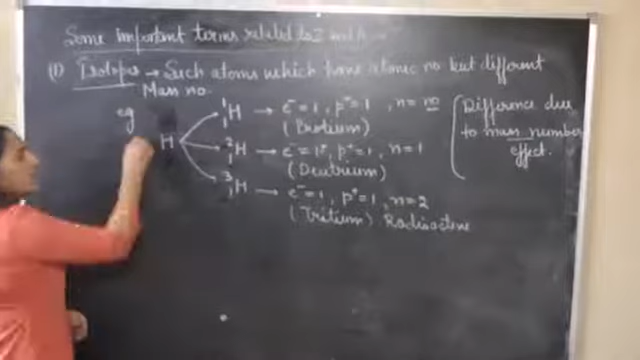 Some important terms related to Z and A
(1) Isotopes → Such atoms which have atomic no. but different
Mass no.
eg
H
¹₁H → e⁻=1, p⁺=1, n= no
(Protium)
²₁H → e⁻=1, p⁺=1, n=1
(Deutrium)
³₁H → e⁻=1, p⁺=1, n=2
(Tritium) Radioactive
Difference due
to mass number
effect.